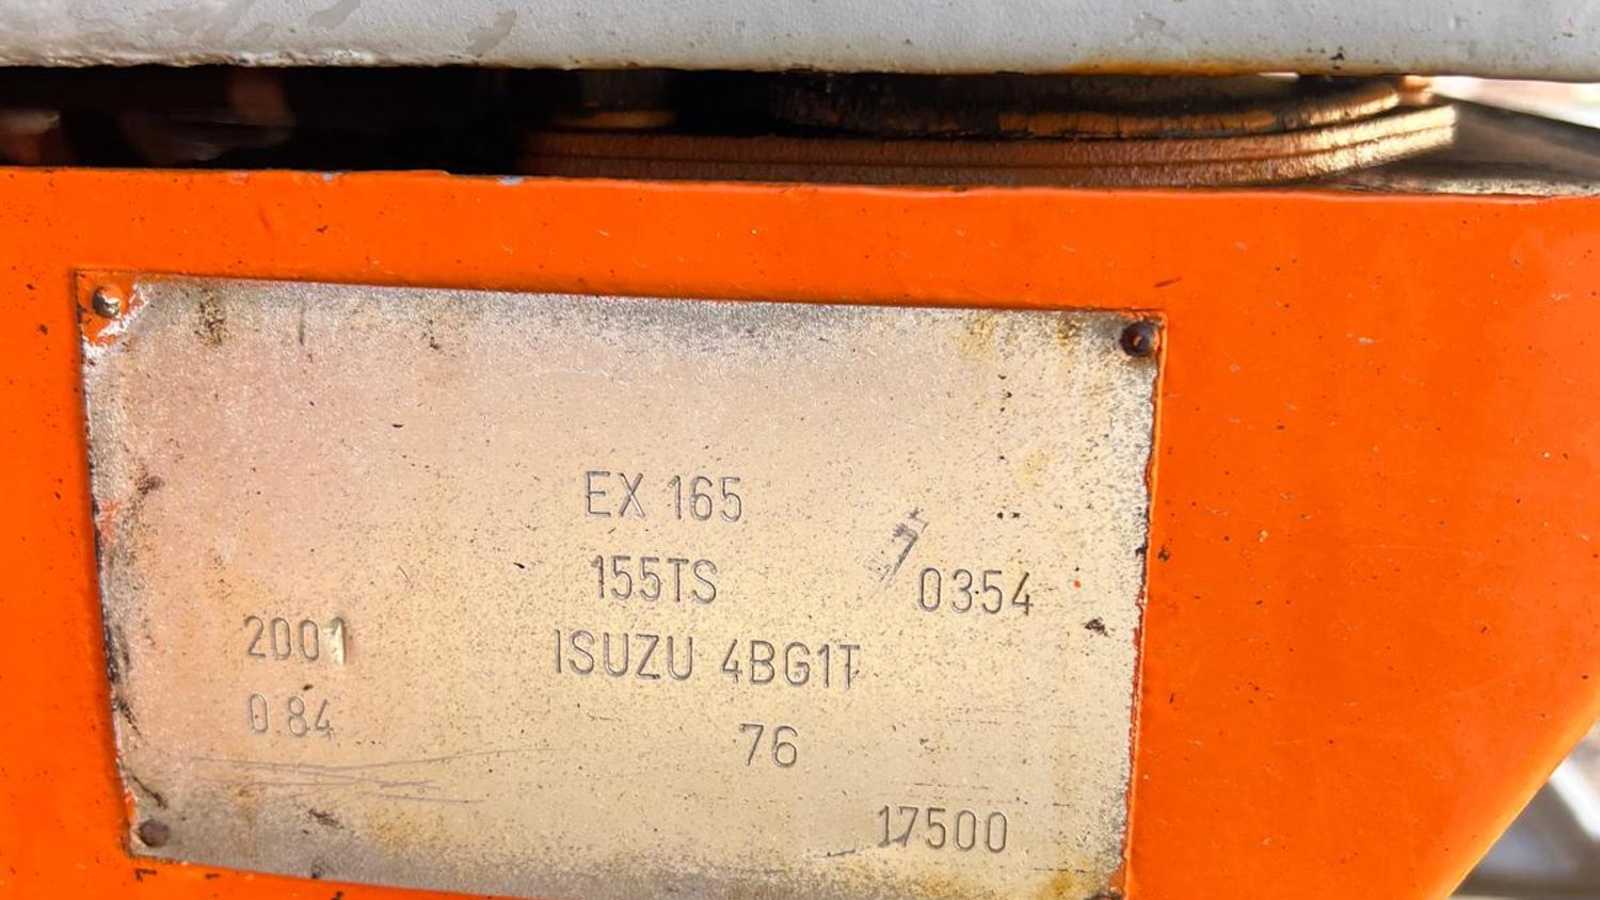 EX 165
155TS 0354
2001 ISUZU 4BG1T
0.84 76
17500